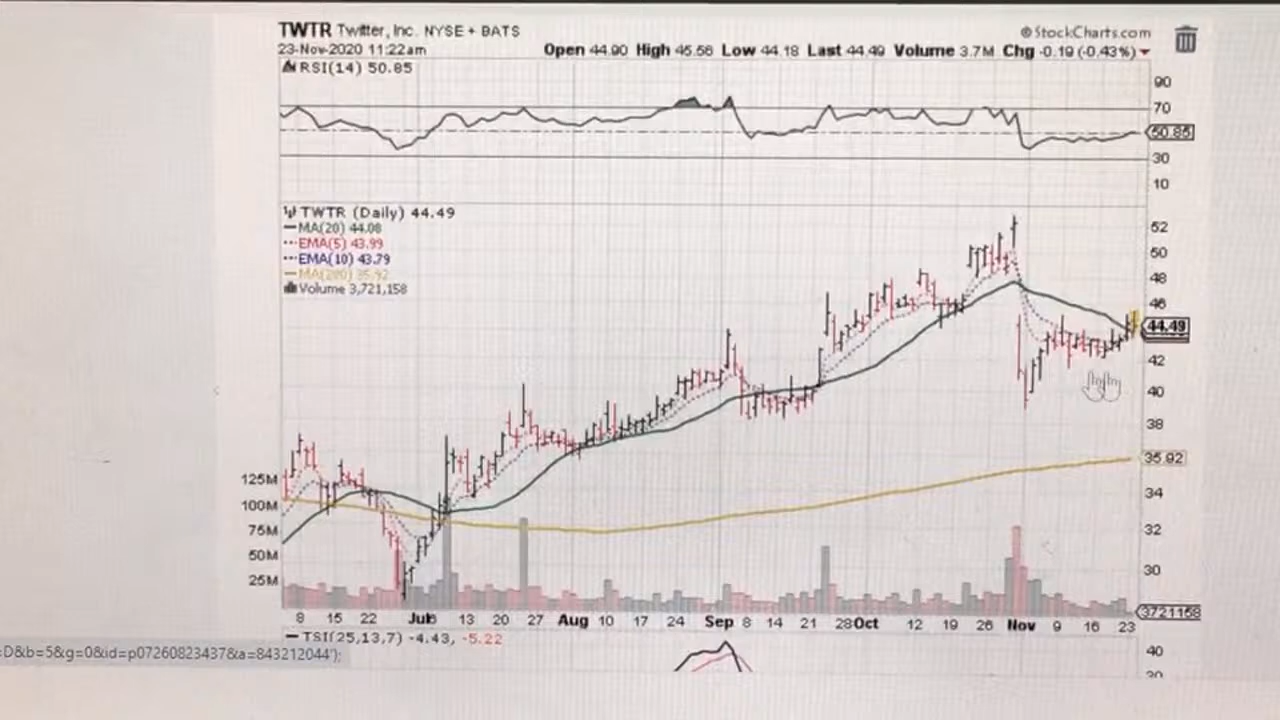 TWTR Twitter, Inc. NYSE + BATS
© StockCharts.com
23-Nov-2020 11:22am
Open 44.90 High 45.56 Low 44.18 Last 44.49 Volume 3.7M Chg -0.19 (-0.43%)
RSI(14) 50.85
90
70
50.85
30
10
TWTR (Daily) 44.49
MA(20) 44.08
EMA(5) 43.99
EMA(10) 43.79
MA(200) 35.92
Volume 3,721,158
52
50
48
46
44.49
42
40
38
35.92
34
32
30
125M
100M
75M
50M
25M
3721158
8 15 22 Jul6 13 20 27 Aug 10 17 24 Sep 8 14 21 28 Oct 12 19 26 Nov 9 16 23
TSI(25,13,7) -4.43, -5.22
40
20
=D&b=5&g=0&id=p07260823437&a=843212044');